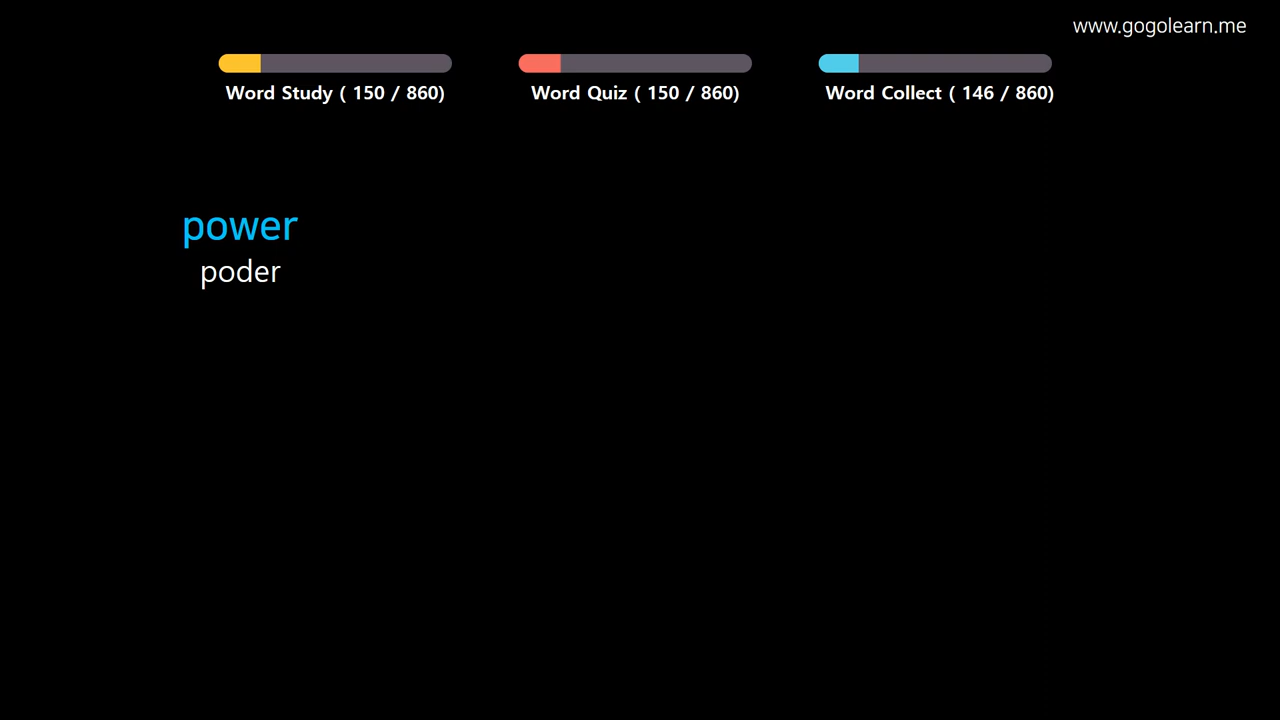 www.gogolearn.me
Word Study ( 150 / 860)
Word Quiz ( 150 / 860)
Word Collect ( 146 / 860)
power
poder